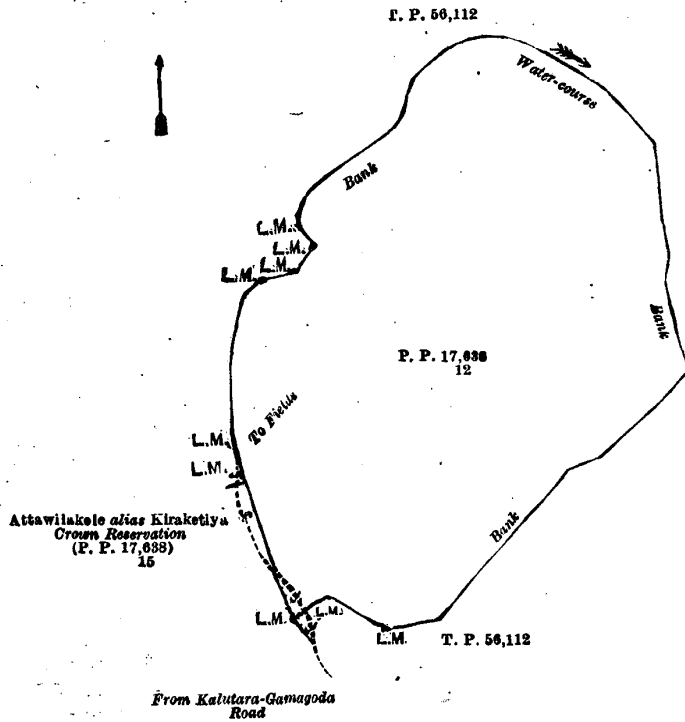 T. P. 56,112
Water-course
Bank
L.M.
L.M.
L.M.
L.M.
Bank
P. P. 17,638
12
To Fields
L.M.
L.M.
Attawilakele alias Kiraketiya
Crown Reservation
(P. P. 17,638)
15
Bank
L.M.
L.M.
L.M.
T. P. 56,112
From Kalutara-Gamagoda
Road